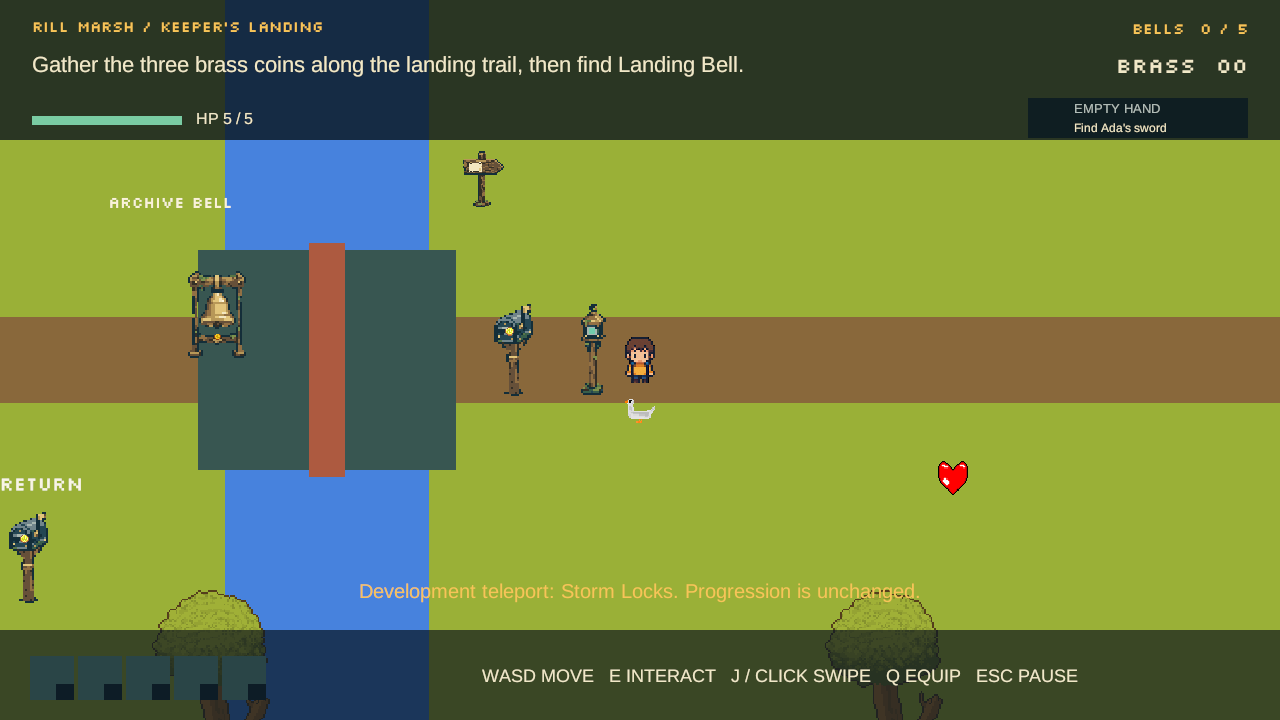 RILL MARSH / KEEPER'S LANDING
BELLS 0 / 5
Gather the three brass coins along the landing trail, then find Landing Bell.
BRASS 00
HP 5 / 5
EMPTY HAND
Find Ada's sword
ARCHIVE BELL
RETURN
Development teleport: Storm Locks. Progression is unchanged.
WASD MOVE E INTERACT J / CLICK SWIPE Q EQUIP ESC PAUSE